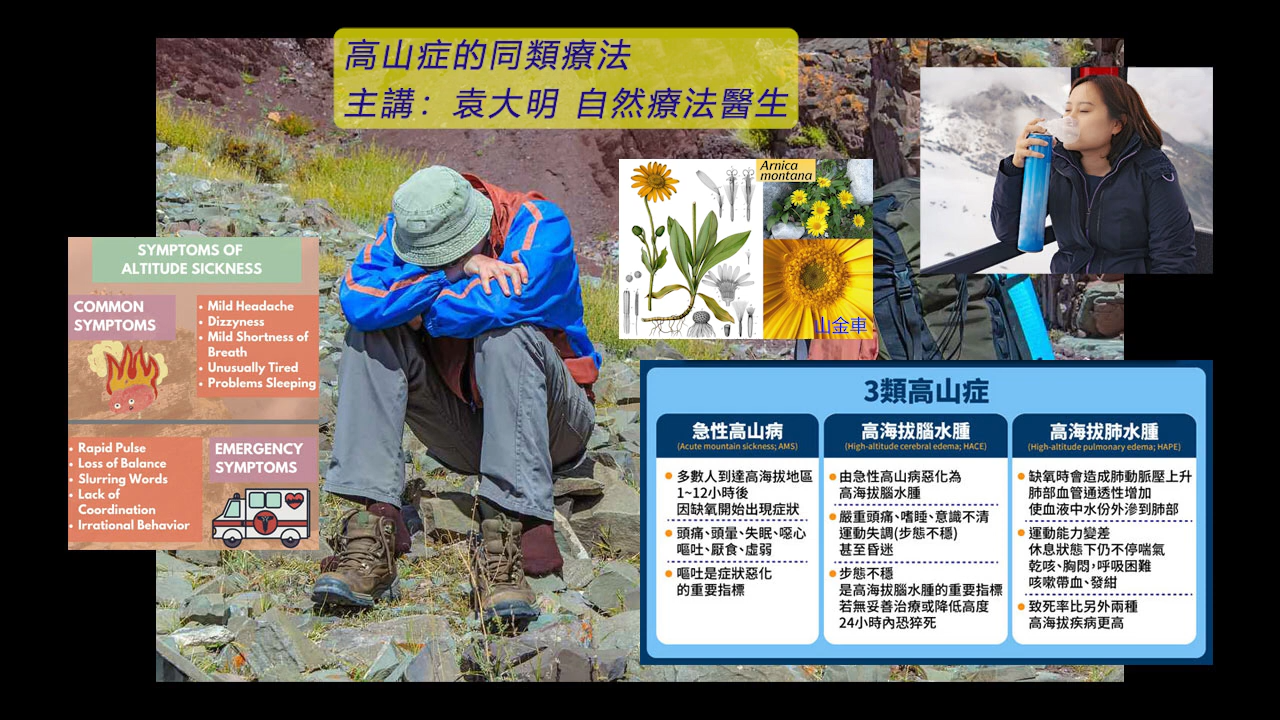 高山症的同類療法
主講: 袁大明 自然療法醫生
SYMPTOMS OF
ALTITUDE SICKNESS
COMMON
SYMPTOMS
• Mild Headache
• Dizzyness
• Mild Shortness of
Breath
• Unusually Tired
• Problems Sleeping
• Rapid Pulse
• Loss of Balance
• Slurring Words
• Lack of
Coordination
• Irrational Behavior
EMERGENCY
SYMPTOMS
Arnica
montana
山金車
3類高山症
急性高山病
(Acute mountain sickness; AMS)
多數人到達高海拔地區
1~12小時後
因缺氧開始出現症狀
頭痛、頭暈、失眠、噁心
嘔吐、厭食、虛弱
嘔吐是症狀惡化
的重要指標
高海拔腦水腫
(High-altitude cerebral edema; HACE)
由急性高山病惡化為
高海拔腦水腫
嚴重頭痛、嗜睡、意識不清
運動失調(步態不穩)
甚至昏迷
步態不穩
是高海拔腦水腫的重要指標
若無妥善治療或降低高度
24小時內恐猝死
高海拔肺水腫
(High-altitude pulmonary edema; HAPE)
缺氧時會造成肺動脈壓上升
肺部血管通透性增加
使血液中水份外滲到肺部
運動能力變差
休息狀態下仍不停喘氣
乾咳、胸悶,呼吸困難
咳嗽帶血、發紺
致死率比另外兩種
高海拔疾病更高